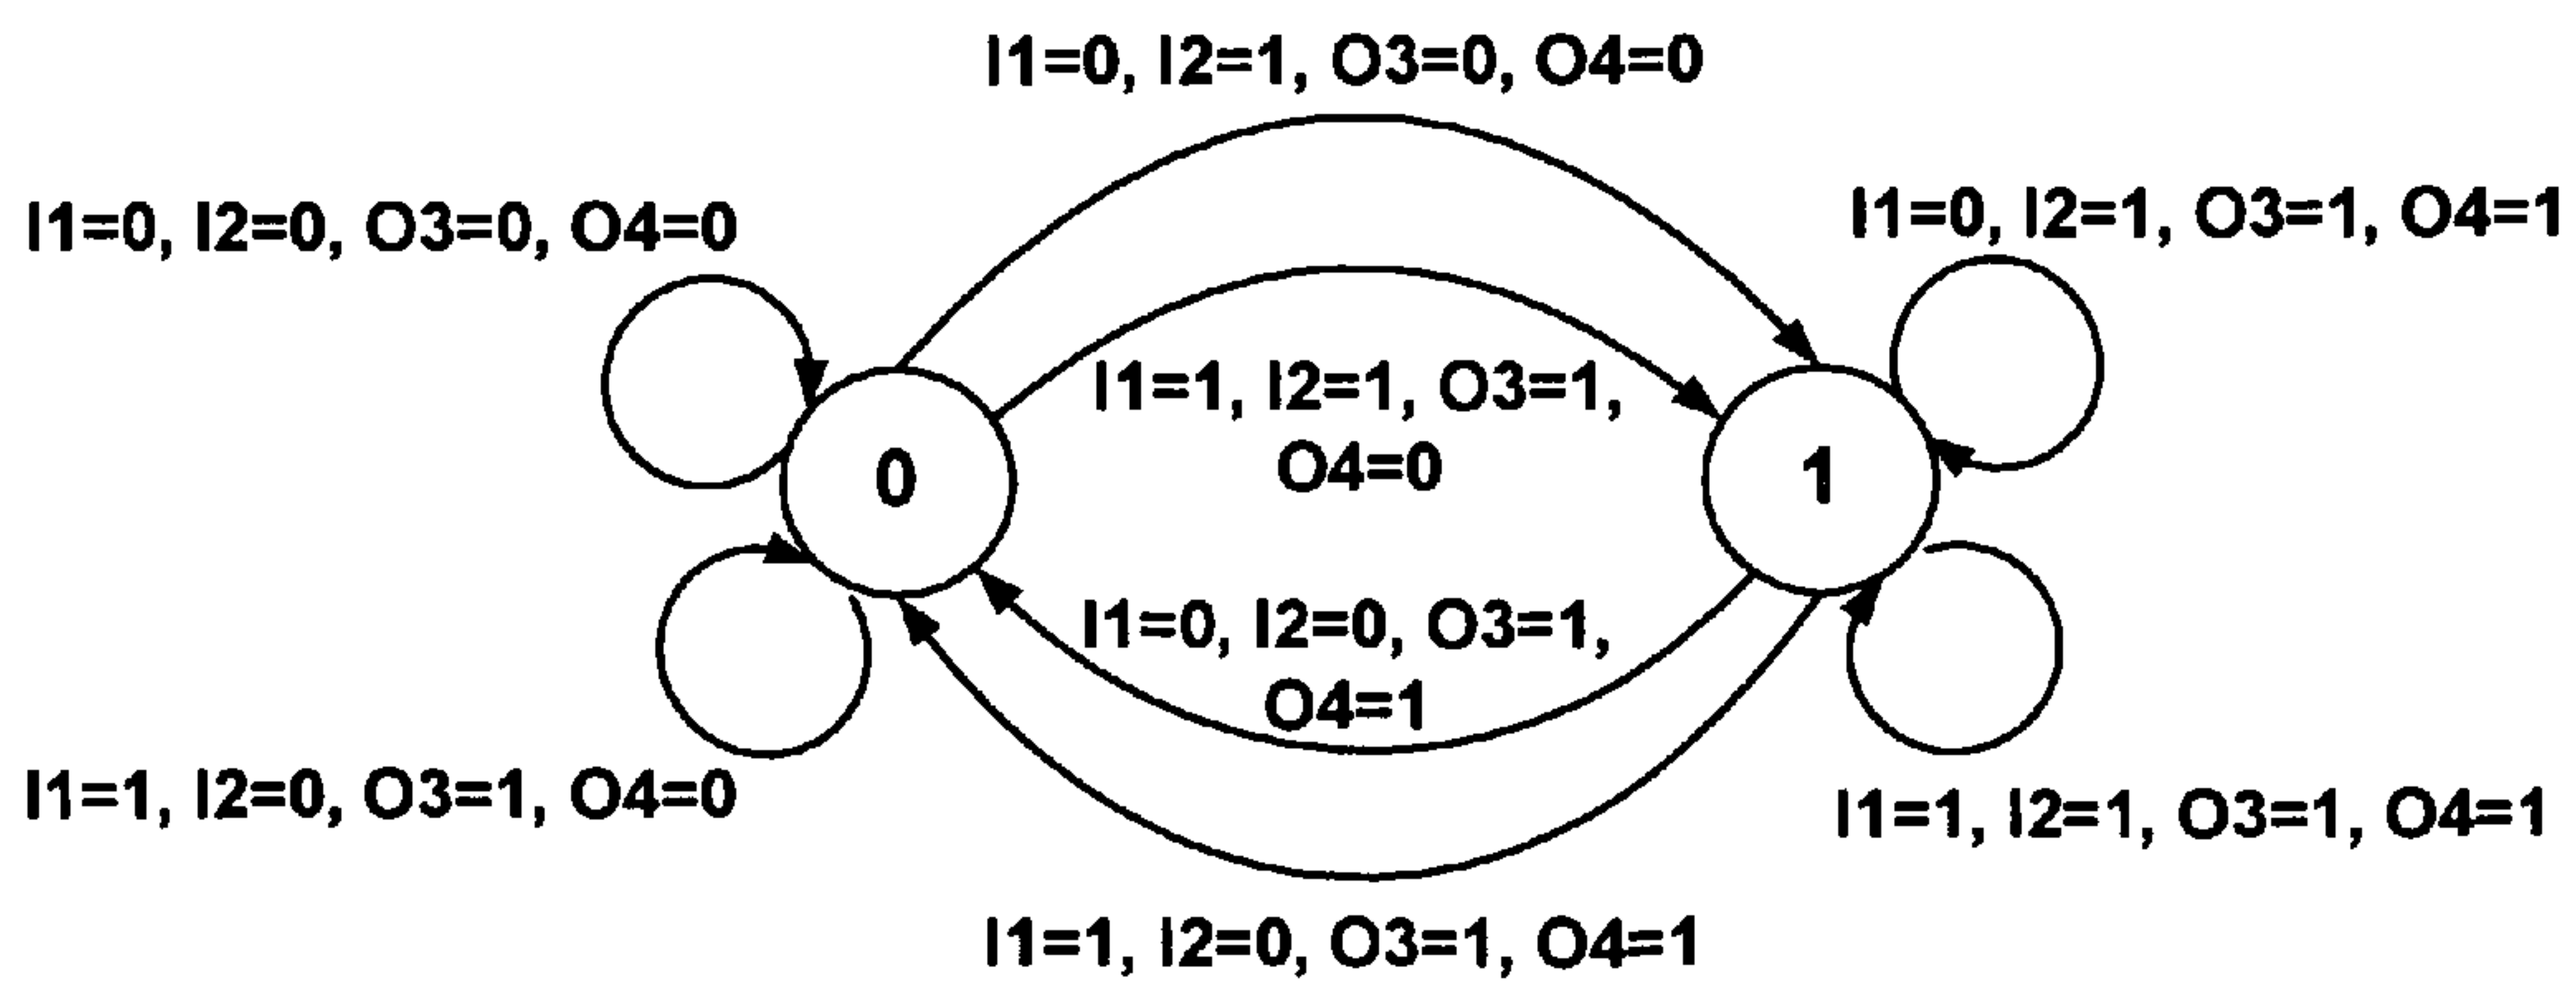 I1=0, I2=1, O3=0, O4=0
I1=0, I2=0, O3=0, O4=0
I1=0, I2=1, O3=1, O4=1
I1=1, I2=1, O3=1,
O4=0
0
1
I1=0, I2=0, O3=1,
O4=1
I1=1, I2=0, O3=1, O4=0
I1=1, I2=1, O3=1, O4=1
I1=1, I2=0, O3=1, O4=1